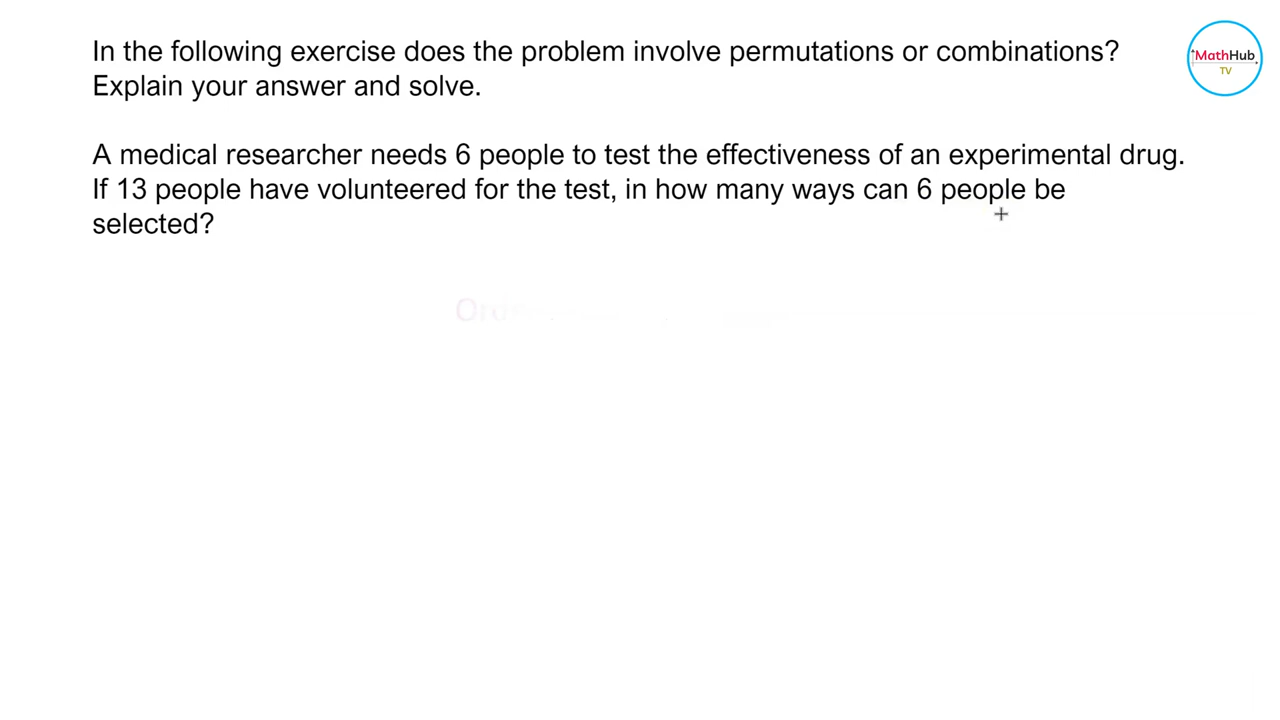 In the following exercise does the problem involve permutations or combinations?
Explain your answer and solve.
A medical researcher needs 6 people to test the effectiveness of an experimental drug.
If 13 people have volunteered for the test, in how many ways can 6 people be
selected?
MathHub
TV